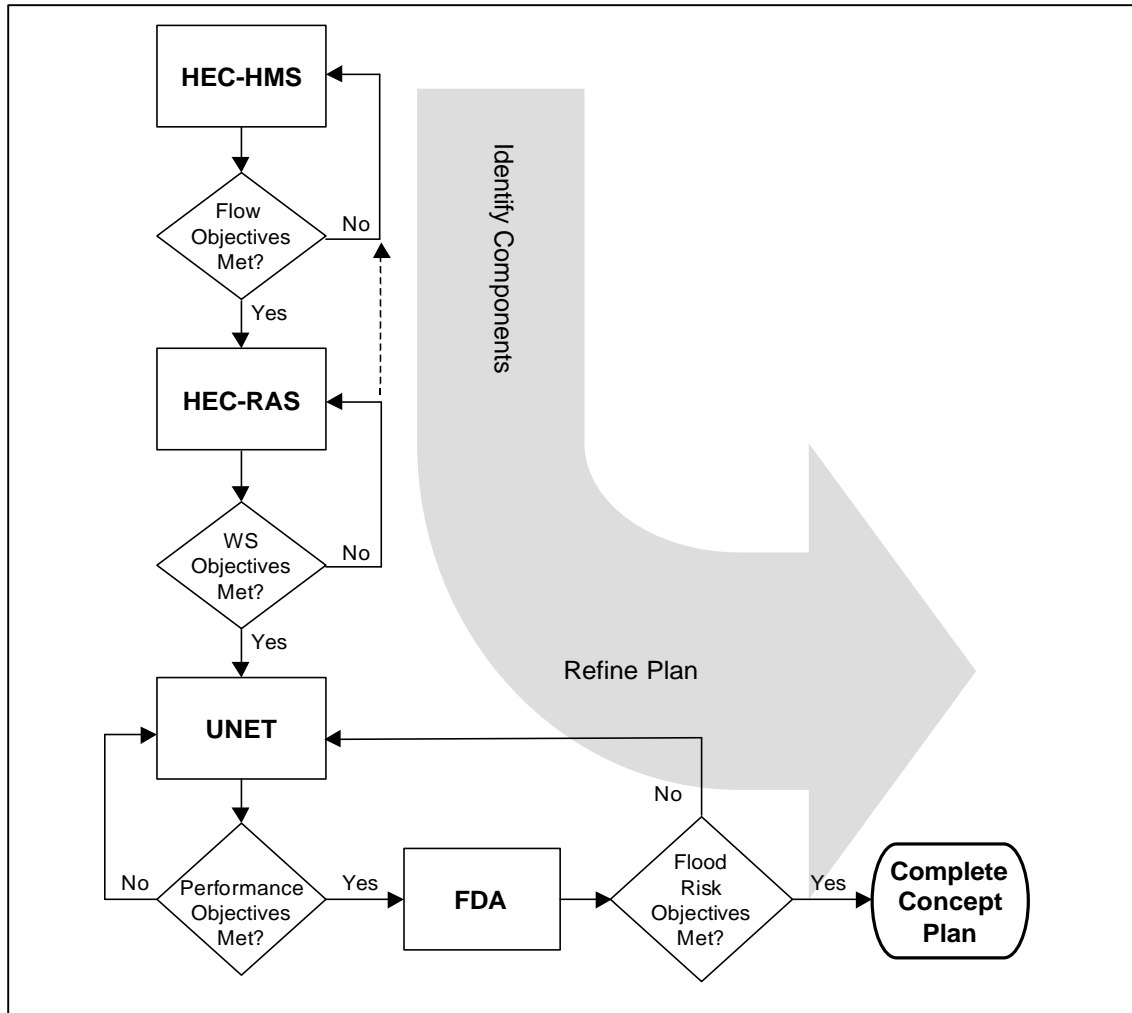 HEC-HMS
Flow
Objectives
Met?
No
Yes
Identify Components
HEC-RAS
WS
Objectives
Met?
No
Yes
Refine Plan
UNET
No
Performance
Objectives
Met?
No
Yes
FDA
Flood
Risk
Objectives
Met?
Yes
Complete
Concept
Plan